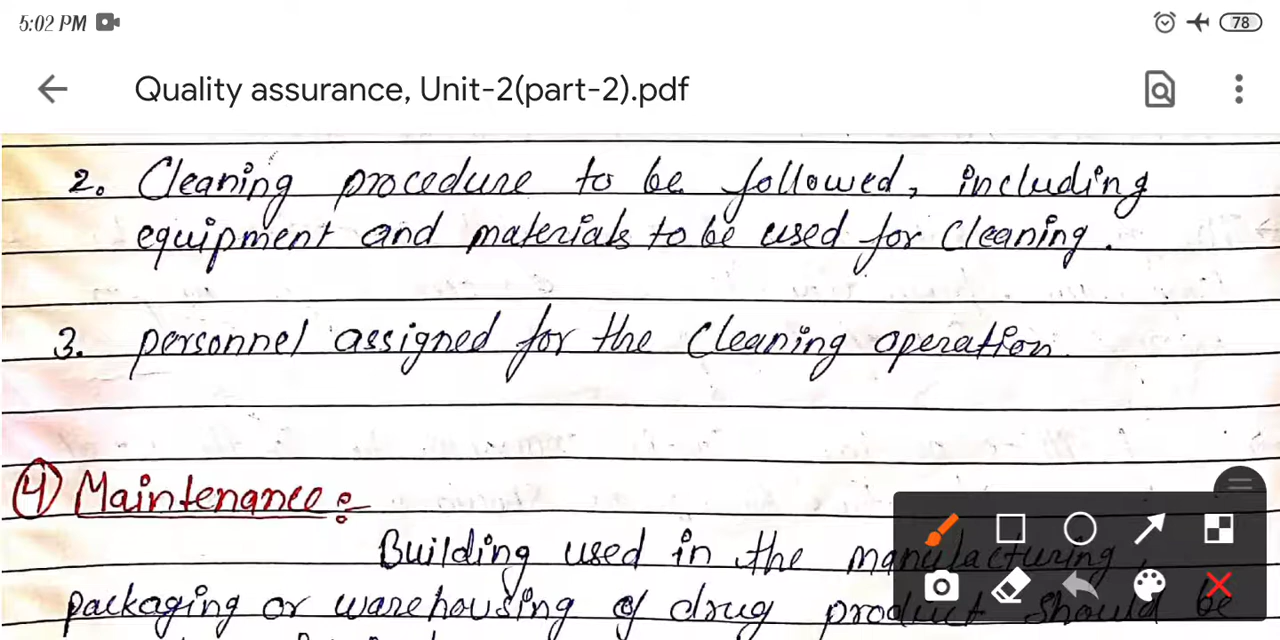 5:02 PM 78
Quality assurance, Unit-2(part-2).pdf
2. Cleaning procedure to be followed, including
equipment and materials to be used for cleaning.
3. personnel assigned for the cleaning operation.
(4) Maintenance:-
Building used in the manufacturing,
packaging or warehousing of drug product should be